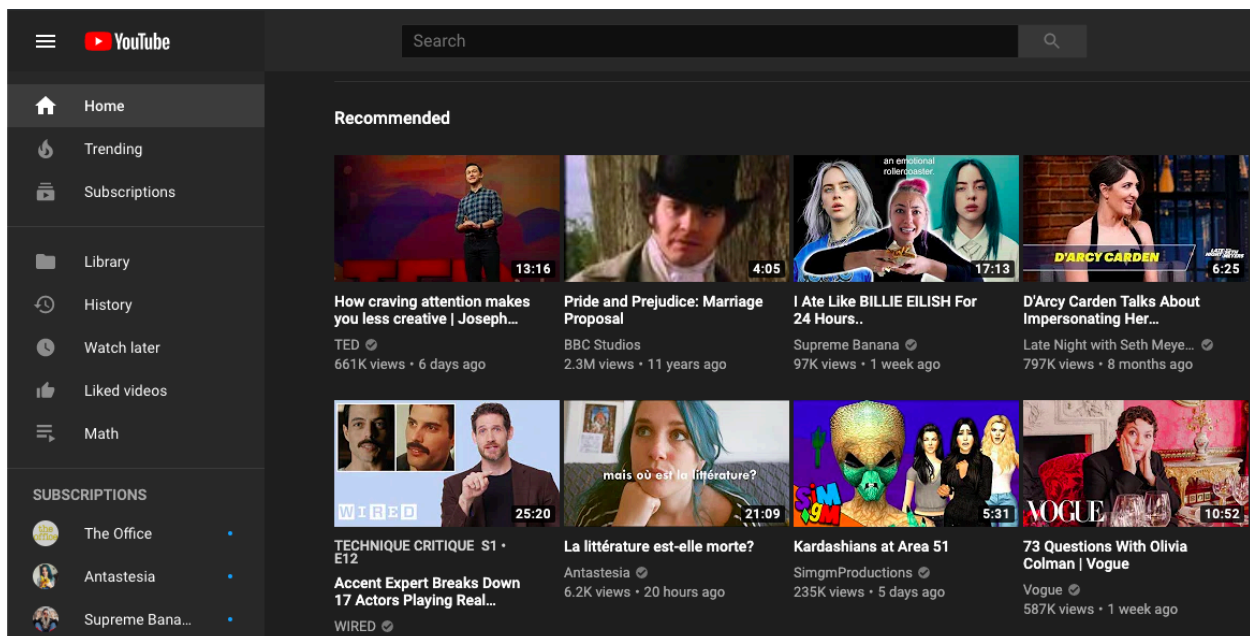 YouTube
Search
Home
Trending
Subscriptions
Library
History
Watch later
Liked videos
Math
SUBSCRIPTIONS
The Office
Antastesia
Supreme Bana...
Recommended
13:16
How craving attention makes
you less creative | Joseph...
TED
661K views • 6 days ago
4:05
Pride and Prejudice: Marriage
Proposal
BBC Studios
2.3M views • 11 years ago
an emotional
rollercoaster.
17:13
I Ate Like BILLIE EILISH For
24 Hours..
Supreme Banana
97K views • 1 week ago
D'ARCY CARDEN
LATE NIGHT
6:25
D'Arcy Carden Talks About
Impersonating Her...
Late Night with Seth Meye...
797K views • 8 months ago
WIRED
25:20
TECHNIQUE CRITIQUE S1 •
E12
Accent Expert Breaks Down
17 Actors Playing Real...
WIRED
mais où est la littérature?
21:09
La littérature est-elle morte?
Antastesia
6.2K views • 20 hours ago
SiMGM
5:31
Kardashians at Area 51
SimgmProductions
235K views • 5 days ago
VOGUE
10:52
73 Questions With Olivia
Colman | Vogue
Vogue
587K views • 1 week ago